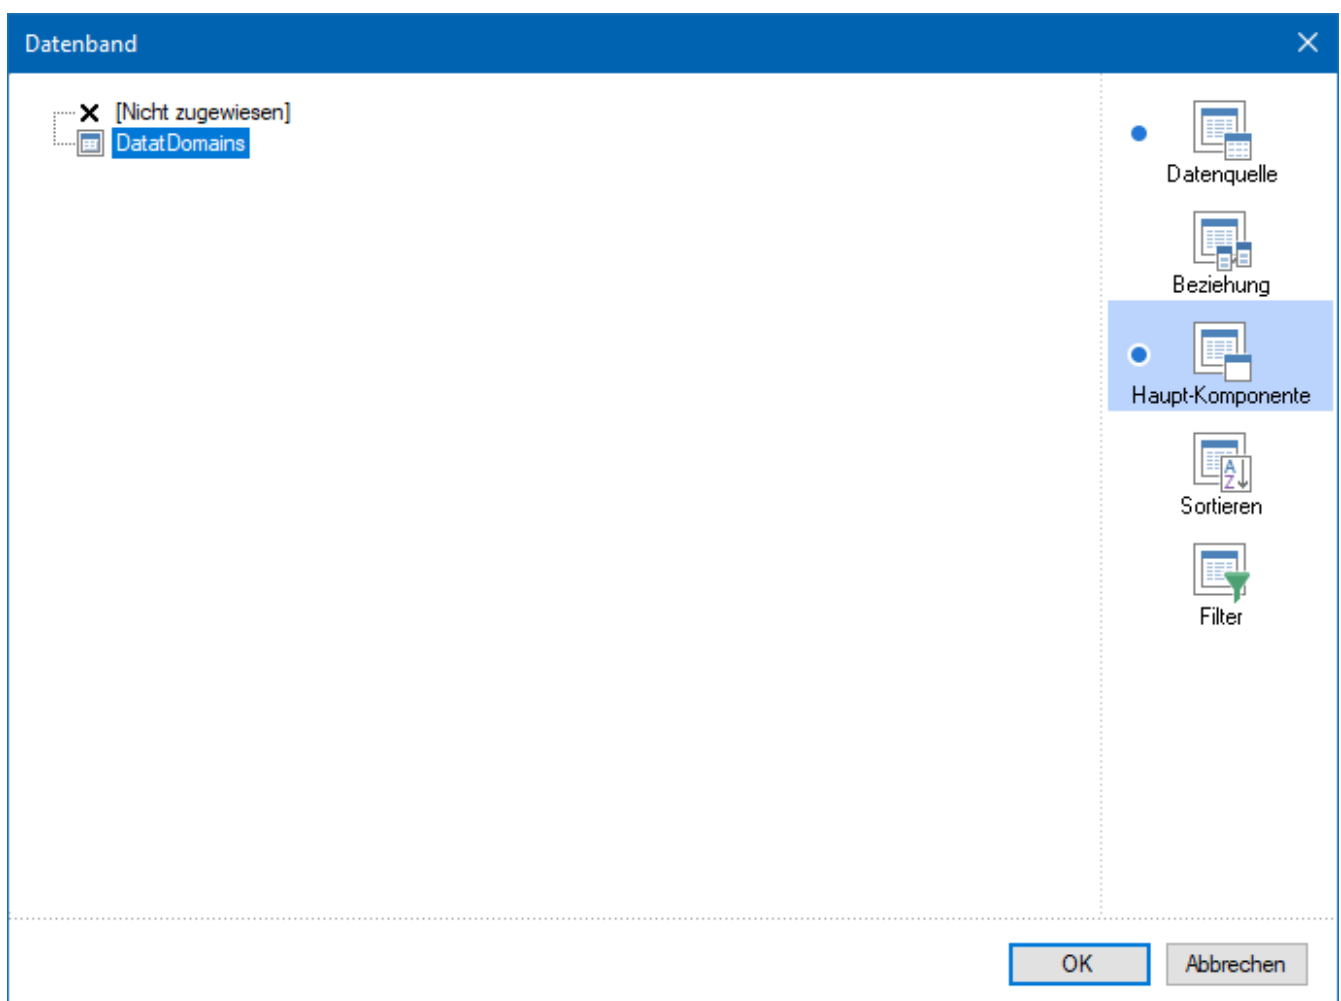 Datenband
[Nicht zugewiesen]
DatatDomains
Datenquelle
Beziehung
Haupt-Komponente
Sortieren
Filter
OK
Abbrechen